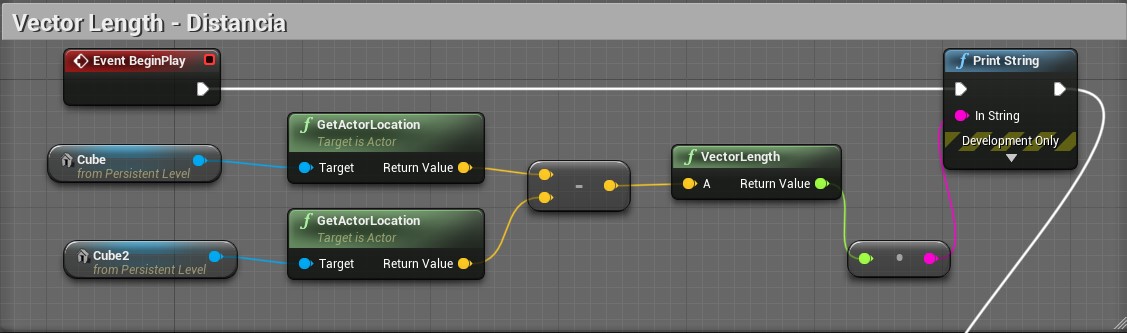 Vector Length - Distancia
Event BeginPlay
Print String
In String
Development Only
GetActorLocation
Target is Actor
Target Return Value
Cube
from Persistent Level
-
VectorLength
A Return Value
GetActorLocation
Target is Actor
Target Return Value
Cube2
from Persistent Level